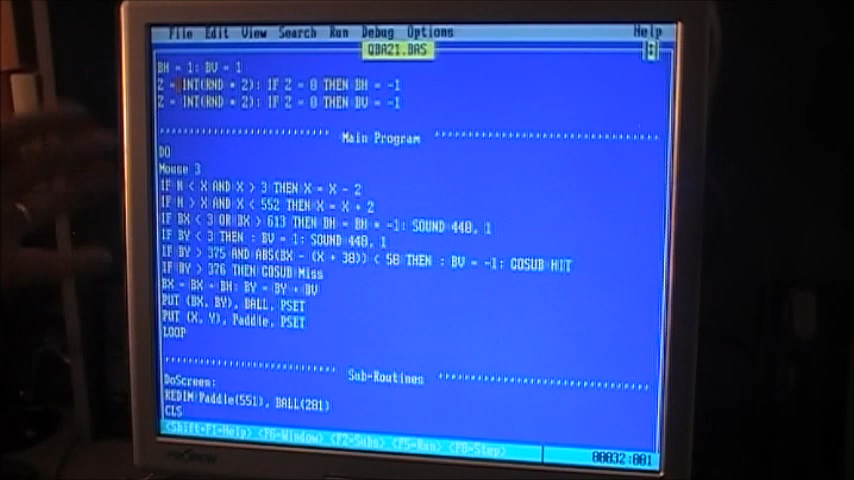 File Edit View Search Run Debug Options Help
QBA21.BAS
BH = 1: BV = 1
Z = INT(RND * 2): IF Z = 0 THEN BH = -1
Z = INT(RND * 2): IF Z = 0 THEN BV = -1
'''''''''''''''''''''''''''''' Main Program ''''''''''''''''''''''''''''''''''''''''
DO
Mouse 3
IF M < X AND X > 3 THEN X = X - 2
IF M > X AND X < 552 THEN X = X + 2
IF BX < 3 OR BX > 613 THEN BH = BH * -1: SOUND 440, 1
IF BY < 3 THEN : BV = 1: SOUND 440, 1
IF BY > 375 AND ABS(BX - (X + 38)) < 58 THEN : BV = -1: GOSUB HIT
IF BY > 376 THEN GOSUB Miss
BX = BX + BH: BY = BY + BV
PUT (BX, BY), BALL, PSET
PUT (X, Y), Paddle, PSET
LOOP
'''''''''''''''''''''''''''''' Sub-Routines ''''''''''''''''''''''''''''''''''''''
DoScreen:
REDIM Paddle(551), BALL(281)
CLS
<Shift+F1=Help> <F6=Window> <F2=Subs> <F5=Run> <F8=Step> 00032:001